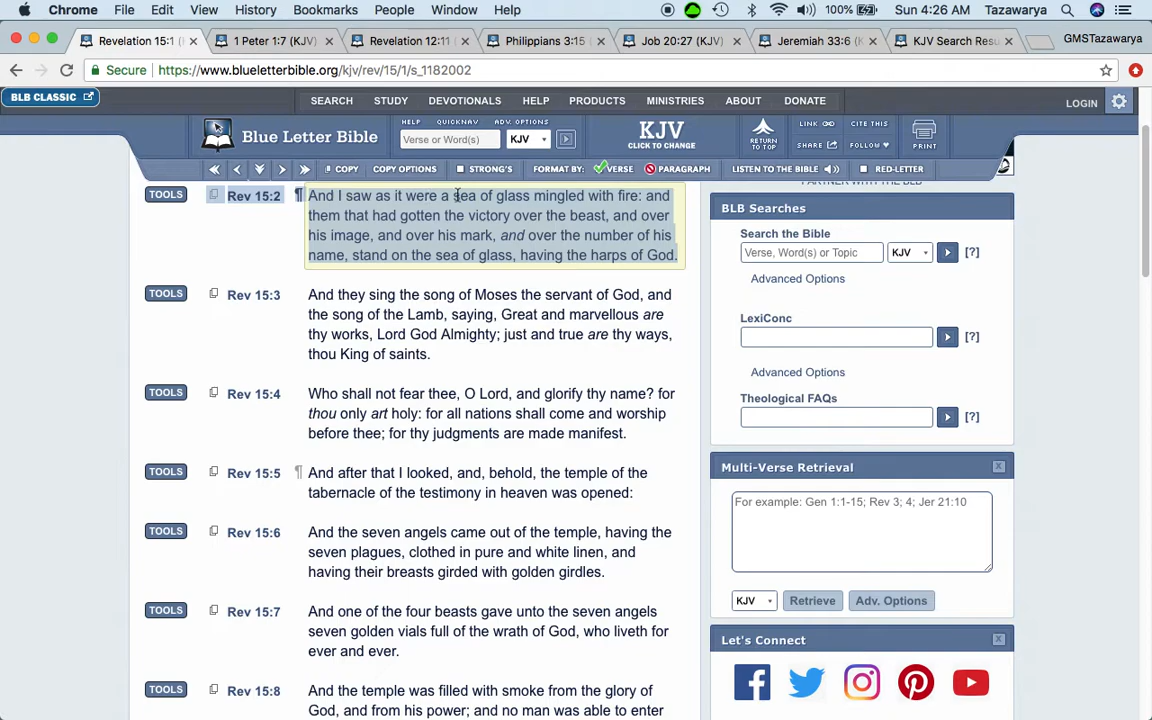 Chrome File Edit View History Bookmarks People Window Help 100% Sun 4:26 AM Tazawarya
Revelation 15:1 ( 1 Peter 1:7 (KJV) Revelation 12:11 Philippians 3:15 Job 20:27 (KJV) Jeremiah 33:6 (KJV KJV Search Resu GMSTazawarya
Secure https://www.blueletterbible.org/kjv/rev/15/1/s_1182002
BLB CLASSIC SEARCH STUDY DEVOTIONALS HELP PRODUCTS MINISTRIES ABOUT DONATE LOGIN
HELP QUICKNAV ADV. OPTIONS
Blue Letter Bible Verse or Word(s) KJV KJV CLICK TO CHANGE RETURN TO TOP LINK CITE THIS SHARE FOLLOW PRINT
COPY COPY OPTIONS STRONG'S FORMAT BY: VERSE PARAGRAPH LISTEN TO THE BIBLE RED-LETTER
PARTNER WITH THE BLB
TOOLS Rev 15:2 ¶ And I saw as it were a sea of glass mingled with fire: and
them that had gotten the victory over the beast, and over
his image, and over his mark, and over the number of his
name, stand on the sea of glass, having the harps of God.
TOOLS Rev 15:3 And they sing the song of Moses the servant of God, and
the song of the Lamb, saying, Great and marvellous are
thy works, Lord God Almighty; just and true are thy ways,
thou King of saints.
TOOLS Rev 15:4 Who shall not fear thee, O Lord, and glorify thy name? for
thou only art holy: for all nations shall come and worship
before thee; for thy judgments are made manifest.
TOOLS Rev 15:5 ¶ And after that I looked, and, behold, the temple of the
tabernacle of the testimony in heaven was opened:
TOOLS Rev 15:6 And the seven angels came out of the temple, having the
seven plagues, clothed in pure and white linen, and
having their breasts girded with golden girdles.
TOOLS Rev 15:7 And one of the four beasts gave unto the seven angels
seven golden vials full of the wrath of God, who liveth for
ever and ever.
TOOLS Rev 15:8 And the temple was filled with smoke from the glory of
God, and from his power; and no man was able to enter
BLB Searches
Search the Bible
Verse, Word(s) or Topic KJV [?]
Advanced Options
LexiConc
[?]
Advanced Options
Theological FAQs
[?]
Multi-Verse Retrieval
For example: Gen 1:1-15; Rev 3; 4; Jer 21:10
KJV Retrieve Adv. Options
Let's Connect